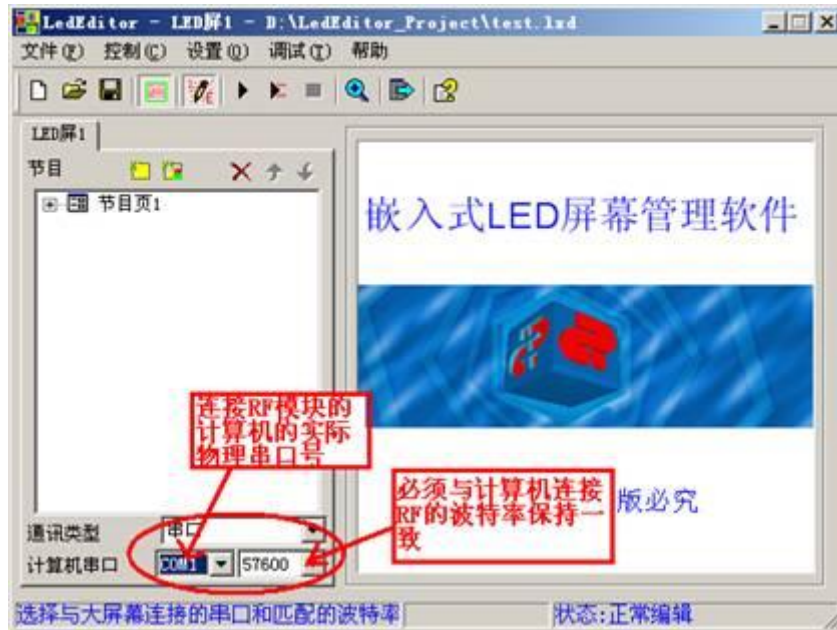 LedEditor - LED屏1 - D:\LedEditor_Project\test.lxd
文件(F) 控制(C) 设置(O) 调试(T) 帮助
LED屏1
节目
节目页1
嵌入式LED屏幕管理软件
连接RF模块的
计算机的实际
物理串口号
必须与计算机连接
RF的波特率保持一
致
版必究
通讯类型 串口
计算机串口 COM1 57600
选择与大屏幕连接的串口和匹配的波特率 状态:正常编辑